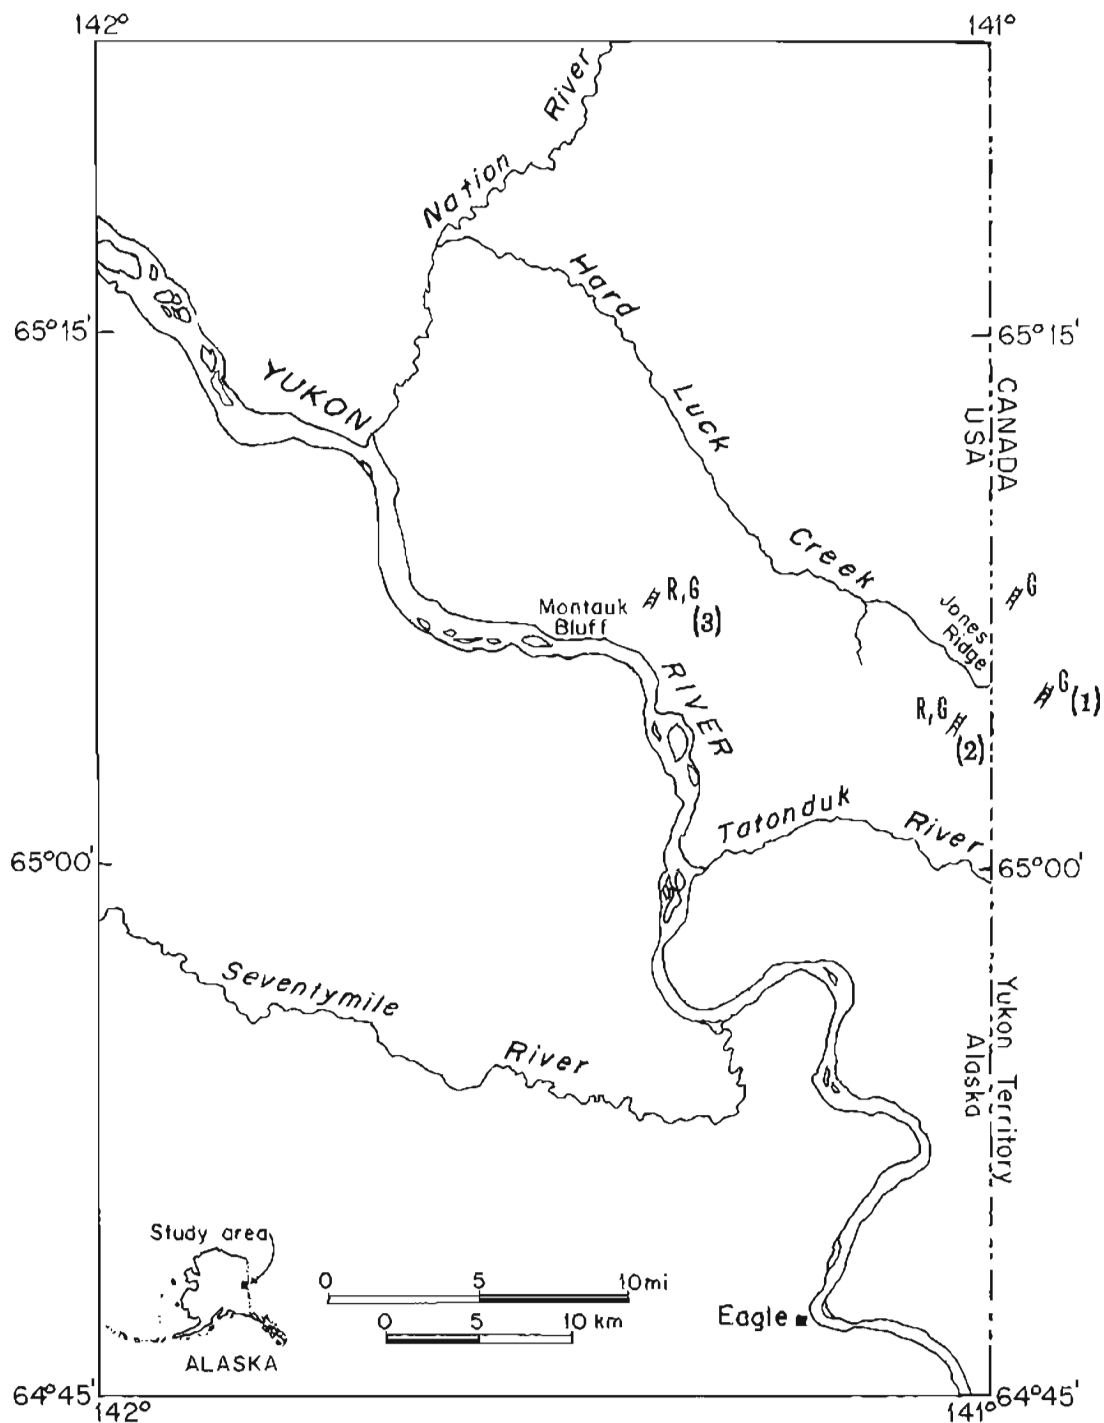 142° 141°
Nation River
Hard Luck Creek
65°15' 65°15'
YUKON RIVER
CANADA
USA
G
R,G
(3)
Montauk
Bluff
Jones
Ridge
G
(1)
R,G
(2)
Tatonduk River
65°00' 65°00'
Seventymile River
Yukon Territory
Alaska
Study area
0 5 10mi
0 5 10 km
ALASKA
Eagle
64°45' 64°45'
142° 141°